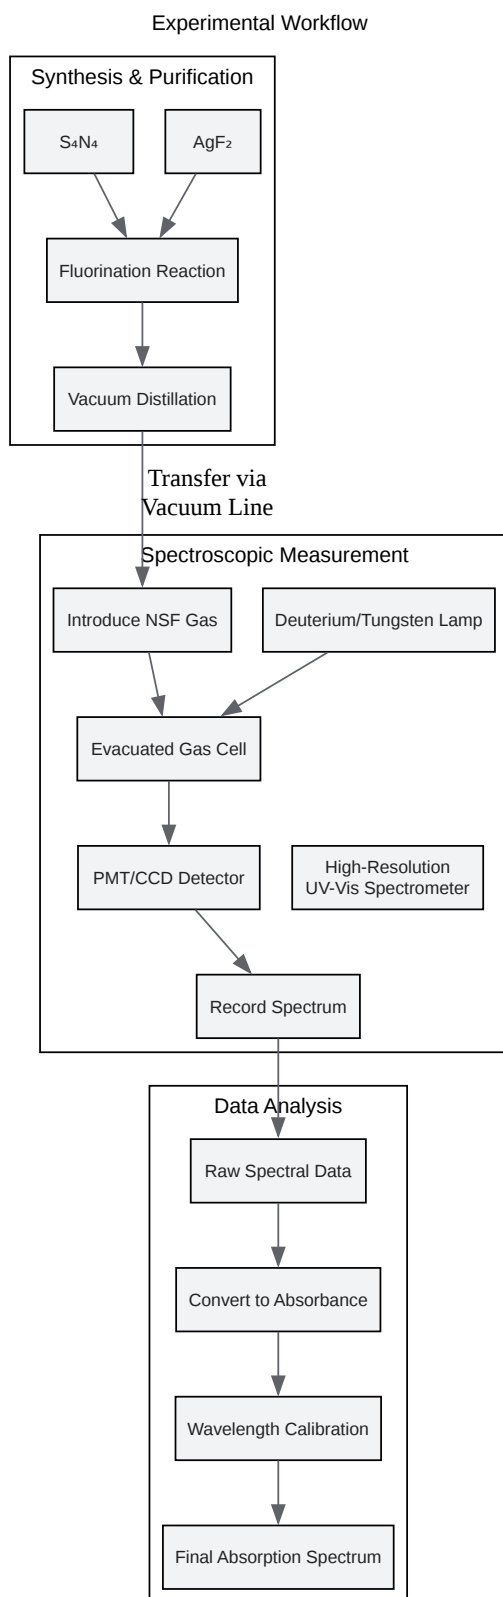 Experimental Workflow
Synthesis & Purification
S₄N₄
AgF₂
Fluorination Reaction
Vacuum Distillation
Transfer via
Vacuum Line
Spectroscopic Measurement
Introduce NSF Gas
Deuterium/Tungsten Lamp
Evacuated Gas Cell
PMT/CCD Detector
High-Resolution
UV-Vis Spectrometer
Record Spectrum
Data Analysis
Raw Spectral Data
Convert to Absorbance
Wavelength Calibration
Final Absorption Spectrum